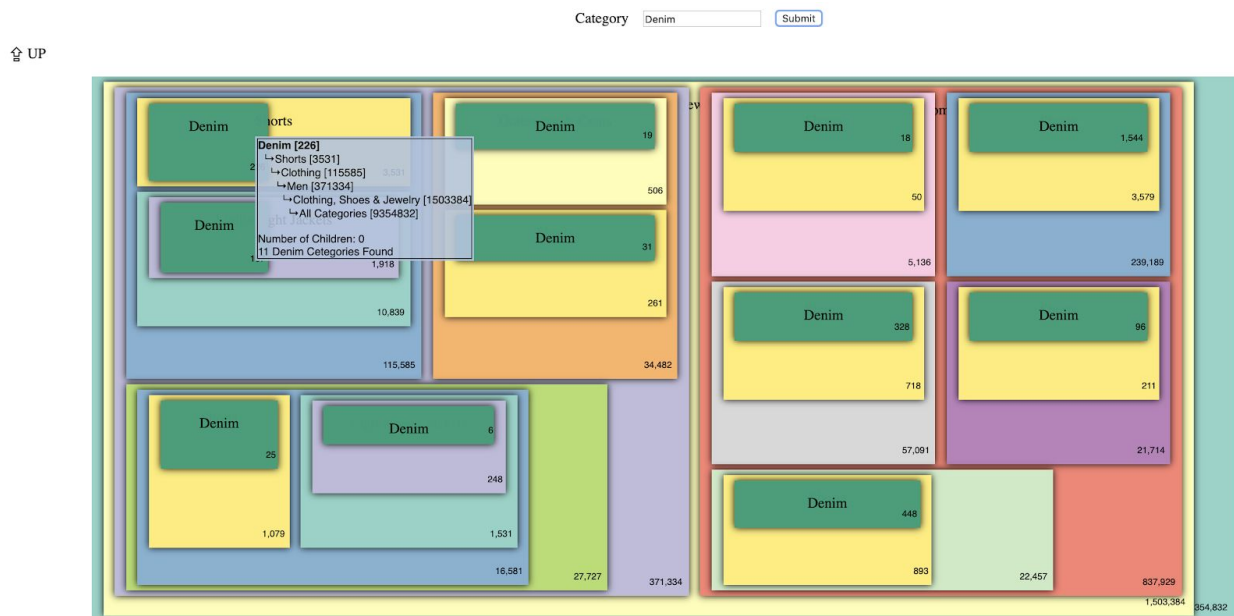 Category Denim Submit
⇪ UP
Denim
Denim [226]
↳Shorts [3531]
↳Clothing [115585]
↳Men [371334]
↳Clothing, Shoes & Jewelry [1503384]
↳All Categories [9354832]
Number of Children: 0
11 Denim Cetegories Found
3,531
Denim
1,918
10,839
115,585
Denim
19
506
Denim
31
261
34,482
Denim
25
1,079
Denim
6
248
1,531
16,581
27,727
371,334
Denim
18
50
5,136
Denim
1,544
3,579
239,189
Denim
328
718
57,091
Denim
96
211
21,714
Denim
448
893
22,457
837,929
1,503,384
354,832